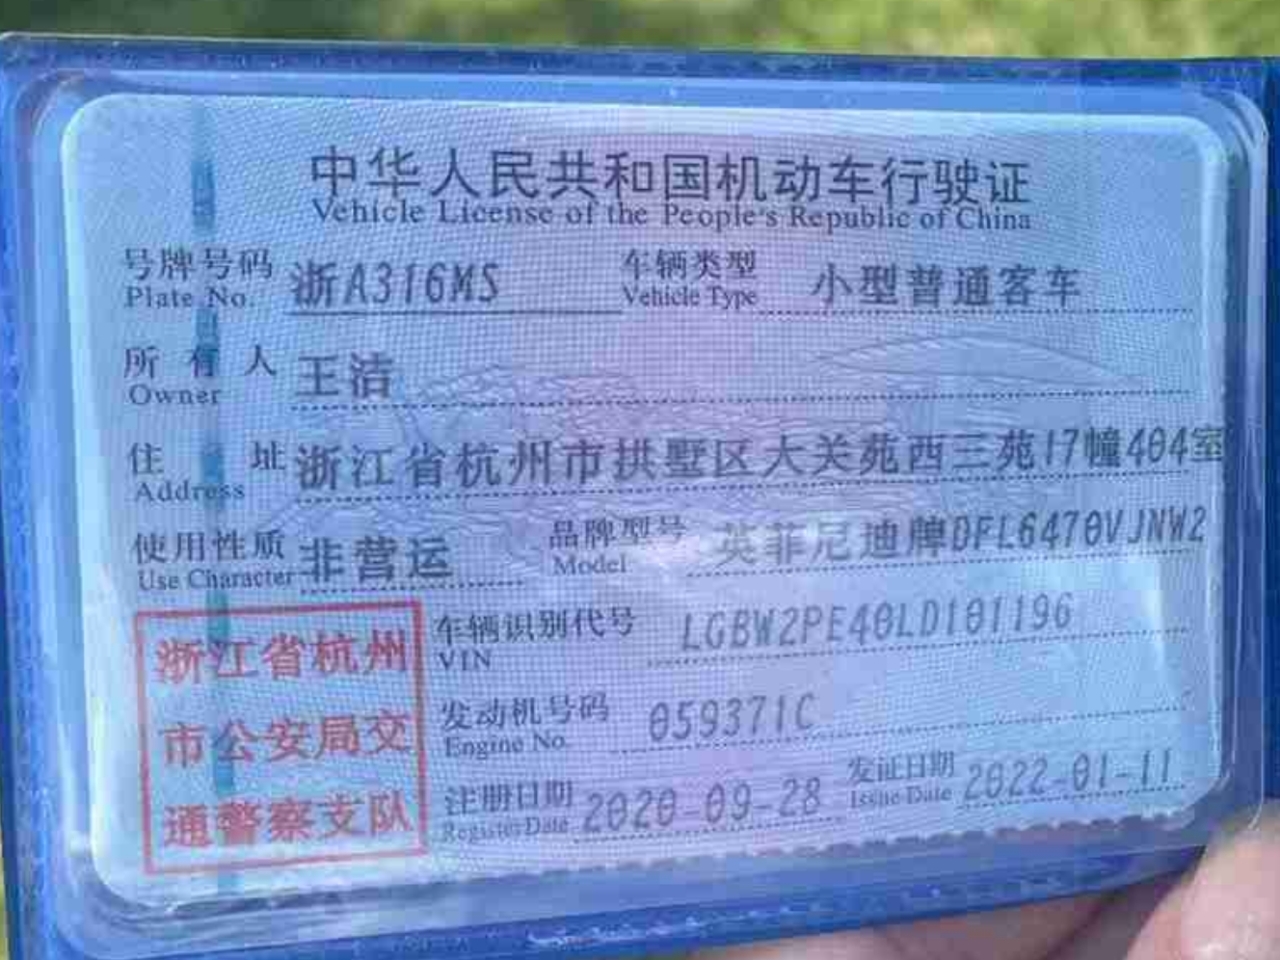 中华人民共和国机动车行驶证
Vehicle License of the People's Republic of China
号牌号码 浙A316MS 车辆类型 小型普通客车
Plate No. Vehicle Type
所有人 王洁
Owner
住址 浙江省杭州市拱墅区大关苑西三苑17幢404室
Address
使用性质 非营运 品牌型号 英菲尼迪牌DFL6470VJNW2
Use Character Model
浙江省杭州 车辆识别代号 LGBW2PE40LD101196
VIN
市公安局交 发动机号码 059371C
Engine No.
通警察支队 注册日期 2020-09-28 发证日期 2022-01-11
Register Date Issue Date